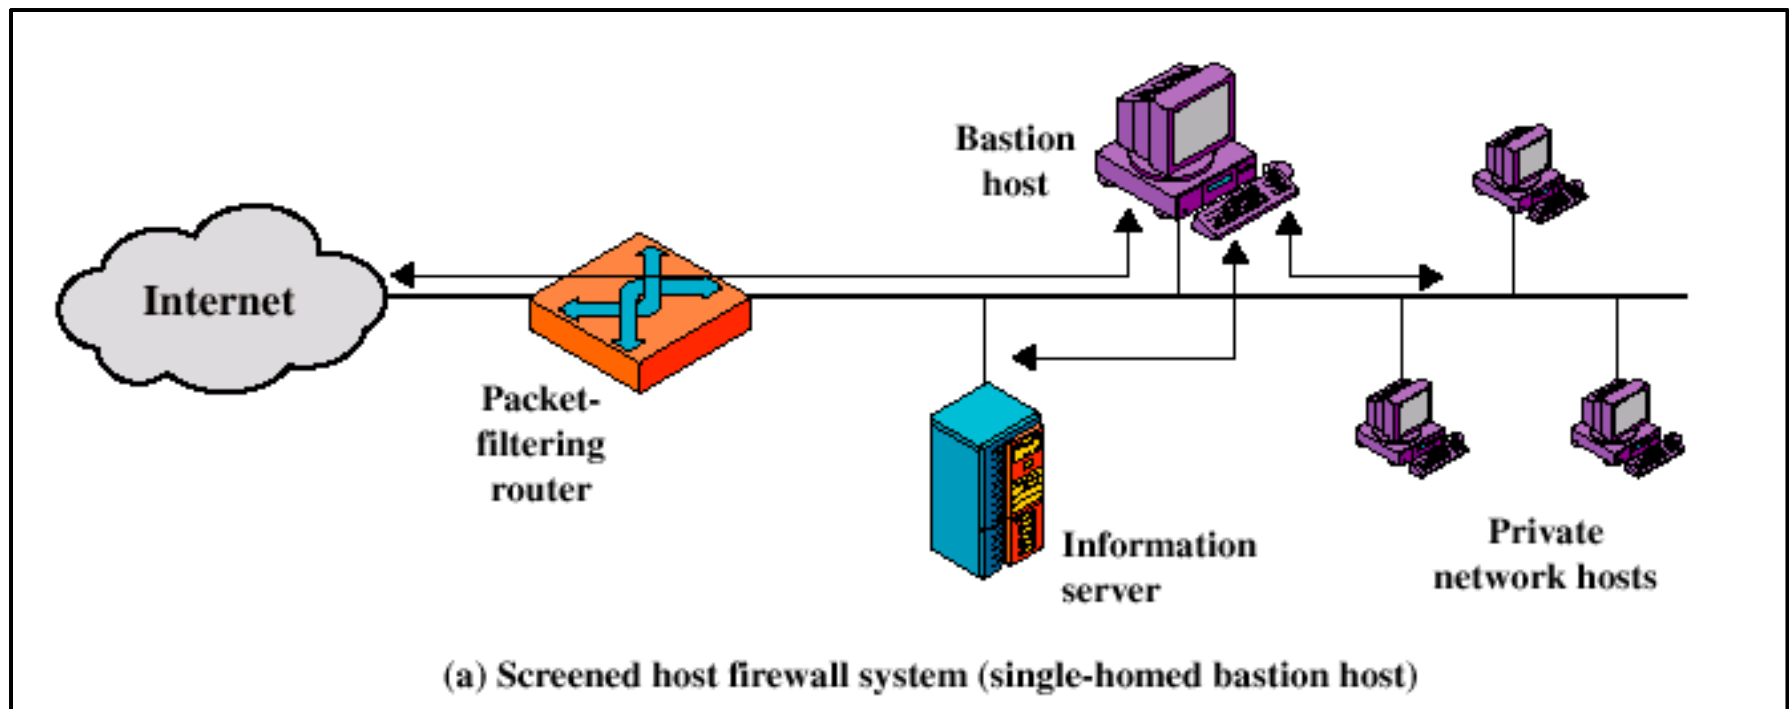 Bastion
host
Internet
Packet-
filtering
router
Information
server
Private
network hosts
(a) Screened host firewall system (single-homed bastion host)